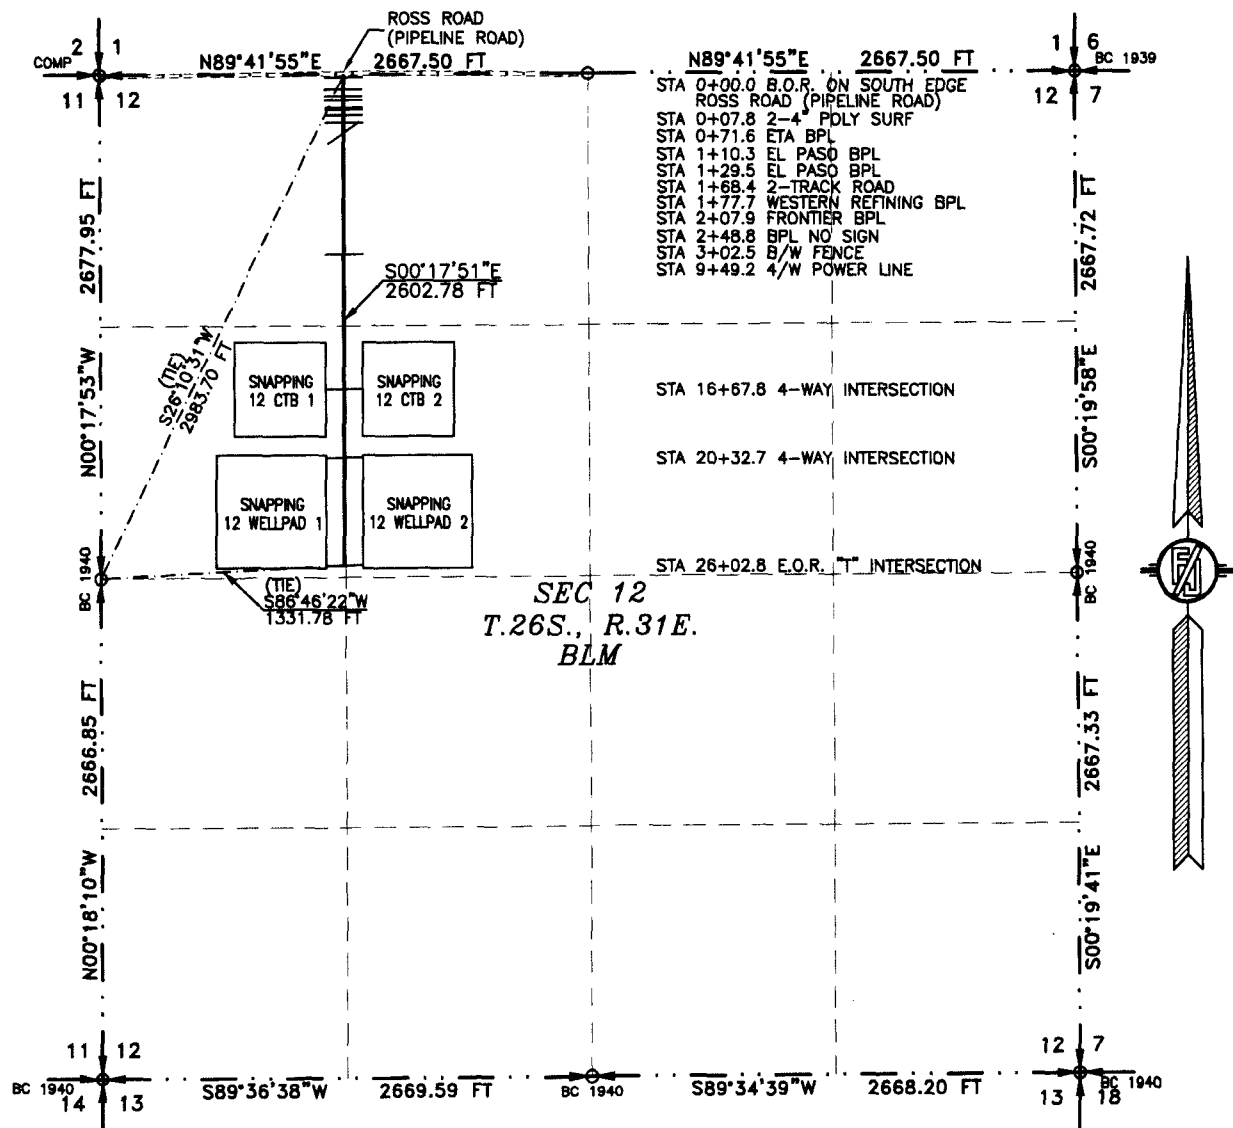 ROSS ROAD
(PIPELINE ROAD)
2 1
COMP
11 12
N89°41'55"E 2667.50 FT
N89°41'55"E 2667.50 FT
1 6
BC 1939
12 7
STA 0+00.0 B.O.R. ON SOUTH EDGE
ROSS ROAD (PIPELINE ROAD)
STA 0+07.8 2-4" POLY SURF
STA 0+71.6 ETA BPL
STA 1+10.3 EL PASO BPL
STA 1+29.5 EL PASO BPL
STA 1+68.4 2-TRACK ROAD
STA 1+77.7 WESTERN REFINING BPL
STA 2+07.9 FRONTIER BPL
STA 2+48.8 BPL NO SIGN
STA 3+02.5 B/W FENCE
STA 9+49.2 4/W POWER LINE
N00°17'53"W 2677.95 FT
S00°17'51"E
2602.78 FT
S00°19'58"E 2667.72 FT
(TIE)
S26°10'31"W
2983.70 FT
SNAPPING
12 CTB 1
SNAPPING
12 CTB 2
STA 16+67.8 4-WAY INTERSECTION
STA 20+32.7 4-WAY INTERSECTION
SNAPPING
12 WELLPAD 1
SNAPPING
12 WELLPAD 2
STA 26+02.8 E.O.R. "T" INTERSECTION
BC 1940
BC 1940
(TIE)
S86°46'22"W
1331.78 FT
SEC 12
T.26S., R.31E.
BLM
N00°18'10"W 2666.85 FT
S00°19'41"E 2667.33 FT
11 12
BC 1940
14 13
S89°36'38"W 2669.59 FT
BC 1940
S89°34'39"W 2668.20 FT
12 7
BC 1940
13 18